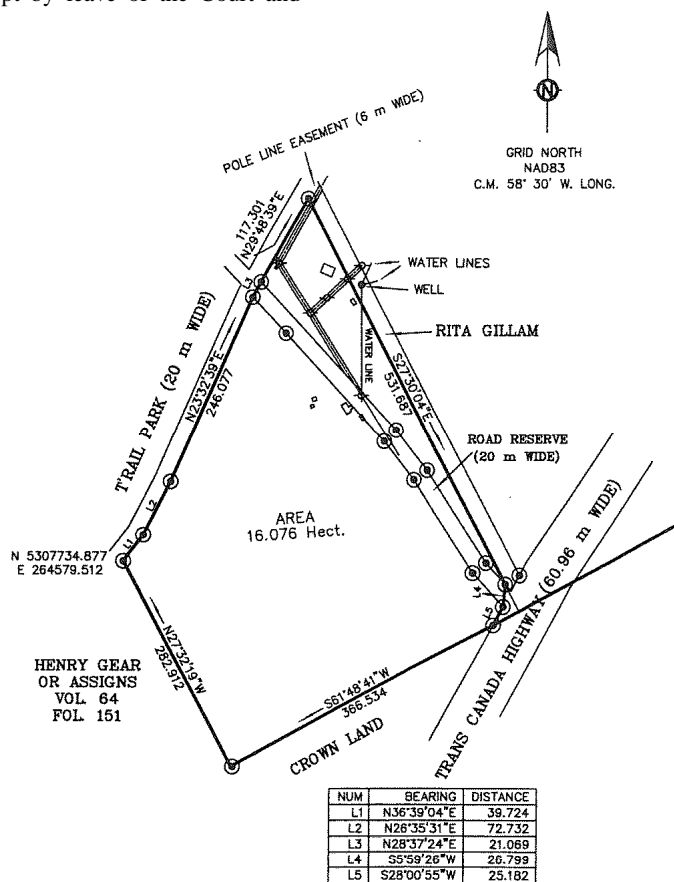 pt by leave of the Court and
POLE LINE EASEMENT (6 m WIDE)
GRID NORTH
NAD83
C.M. 58° 30' W. LONG.
N
117.301
N29°48'39"E
L3
WATER LINES
WELL
RITA GILLAM
WATER LINE
S27°30'04"E
531.687
TRAIL PARK (20 m WIDE)
N23°32'39"E
246.077
ROAD RESERVE
(20 m WIDE)
L2
L1
AREA
16.076 Hect.
N 5307734.877
E 264579.512
L4
L5
TRANS CANADA HIGHWAY (60.96 m WIDE)
N27°32'19"W
282.912
HENRY GEAR
OR ASSIGNS
VOL. 64
FOL. 151
S61°48'41"W
366.534
CROWN LAND
NUM BEARING DISTANCE
L1 N36°39'04"E 39.724
L2 N26°35'31"E 72.732
L3 N28°37'24"E 21.069
L4 S5°59'26"W 26.799
L5 S28°00'55"W 25.182